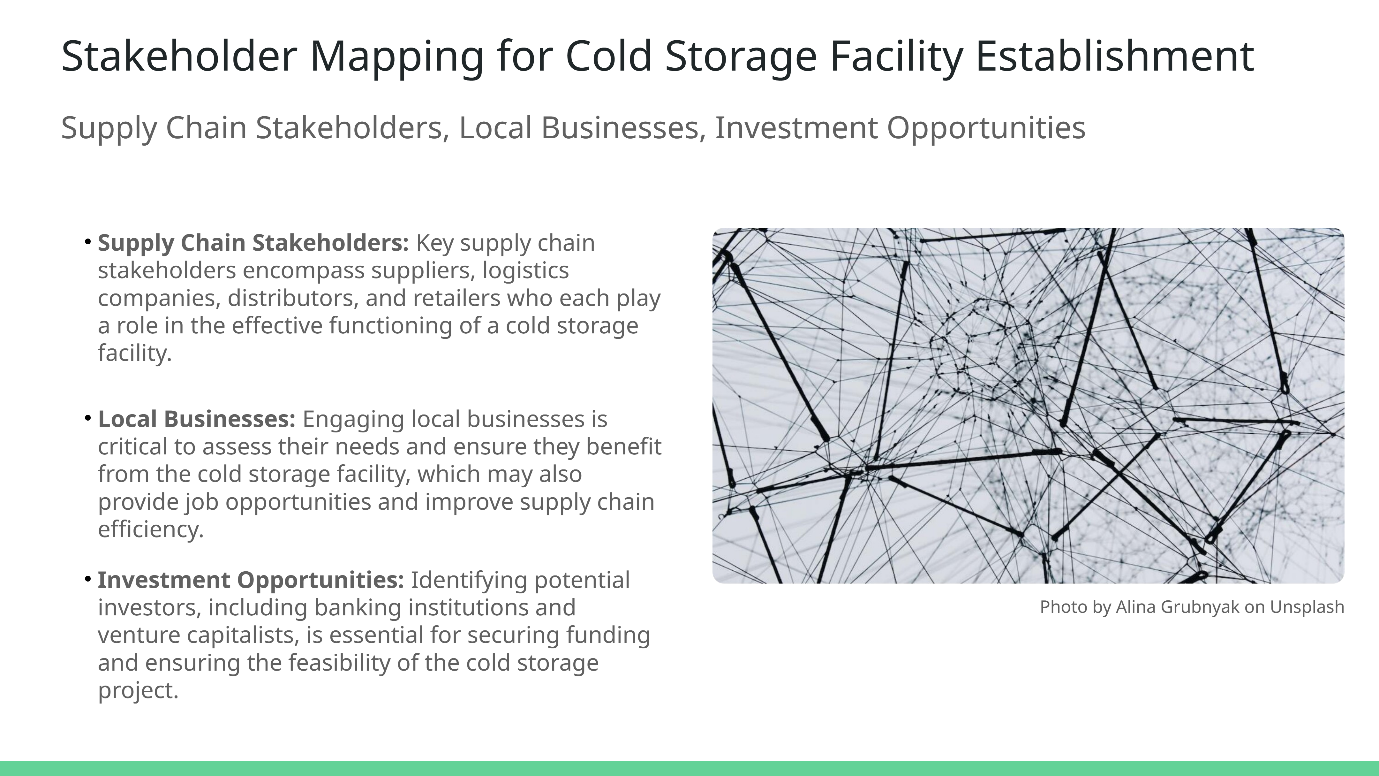 Stakeholder Mapping for Cold Storage Facility Establishment
Supply Chain Stakeholders, Local Businesses, Investment Opportunities
• Supply Chain Stakeholders: Key supply chain
stakeholders encompass suppliers, logistics
companies, distributors, and retailers who each play
a role in the effective functioning of a cold storage
facility.
• Local Businesses: Engaging local businesses is
critical to assess their needs and ensure they benefit
from the cold storage facility, which may also
provide job opportunities and improve supply chain
efficiency.
• Investment Opportunities: Identifying potential
investors, including banking institutions and
venture capitalists, is essential for securing funding
and ensuring the feasibility of the cold storage
project.
Photo by Alina Grubnyak on Unsplash